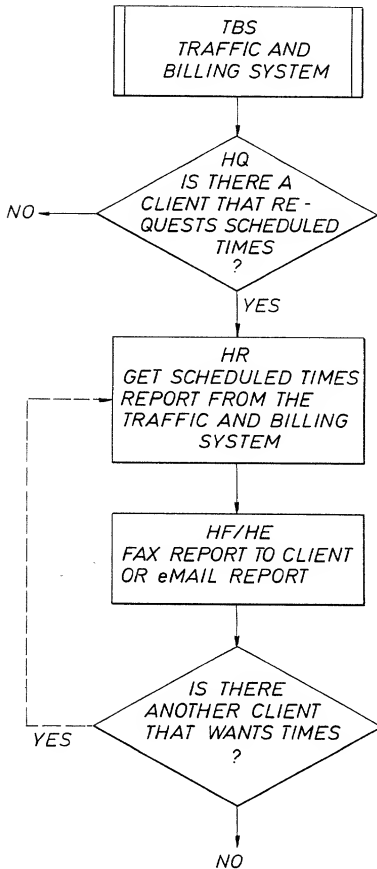 TBS
TRAFFIC AND
BILLING SYSTEM
HQ
IS THERE A
CLIENT THAT RE-
QUESTS SCHEDULED
TIMES
?
NO
YES
HR
GET SCHEDULED TIMES
REPORT FROM THE
TRAFFIC AND BILLING
SYSTEM
HF/HE
FAX REPORT TO CLIENT
OR eMAIL REPORT
IS THERE
ANOTHER CLIENT
THAT WANTS TIMES
?
YES
NO